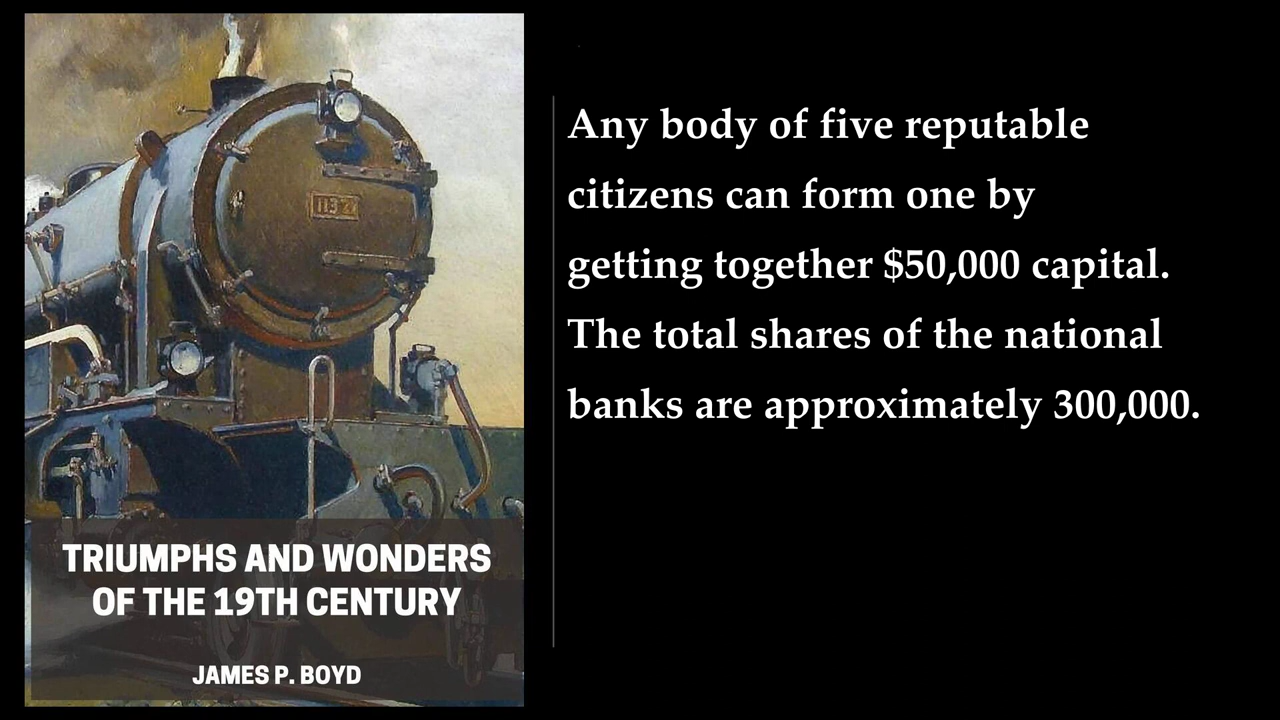 Any body of five reputable
citizens can form one by
getting together $50,000 capital.
The total shares of the national
banks are approximately 300,000.
TRIUMPHS AND WONDERS
OF THE 19TH CENTURY
JAMES P. BOYD